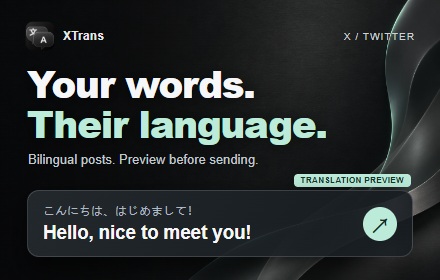 文 A
XTrans
X / TWITTER
Your words.
Their language.
Bilingual posts. Preview before sending.
TRANSLATION PREVIEW
こんにちは、はじめまして!
Hello, nice to meet you!